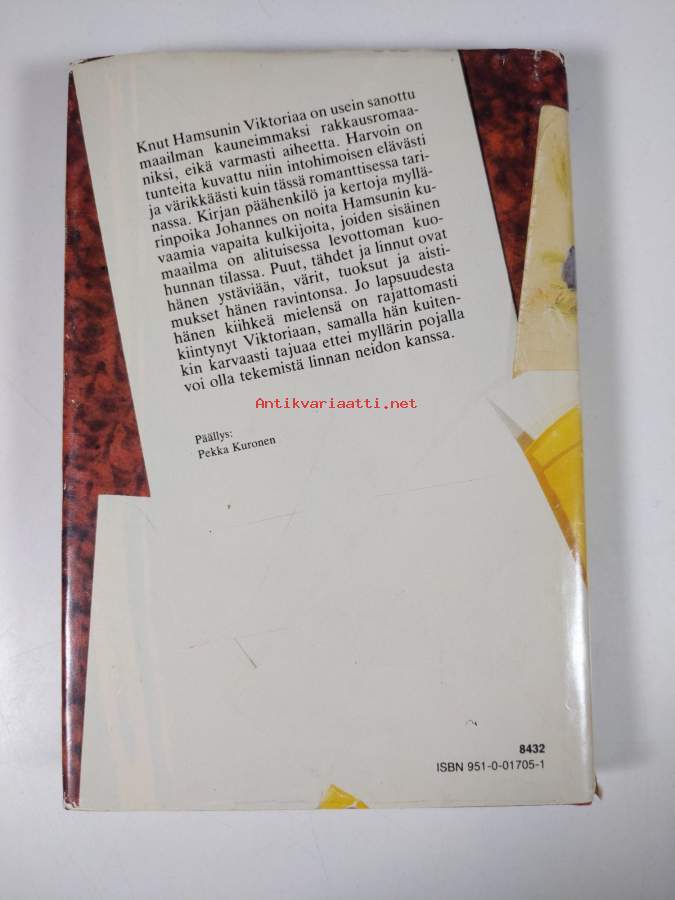 Knut Hamsunin Viktoriaa on usein sanottu
maailman kauneimmaksi rakkausromaa-
niksi, eikä varmasti aiheetta. Harvoin on
tunteita kuvattu niin intohimoisen elävästi
ja värikkäästi kuin tässä romanttisessa tari-
nassa. Kirjan päähenkilö ja kertoja myllä-
rinpoika Johannes on noita Hamsunin ku-
vaamia vapaita kulkijoita, joiden sisäinen
maailma on alituisessa levottoman kuo-
hunnan tilassa. Puut, tähdet ja linnut ovat
hänen ystäviään, värit, tuoksut ja aisti-
mukset hänen ravintonsa. Jo lapsuudesta
hänen kiihkeä mielensä on rajattomasti
kiintynyt Viktoriaan, samalla hän kuiten-
kin karvaasti tajuaa ettei myllärin pojalla
voi olla tekemistä linnan neidon kanssa.
Antikvariaatti.net
Päällys:
Pekka Kuronen
8432
ISBN 951-0-01705-1